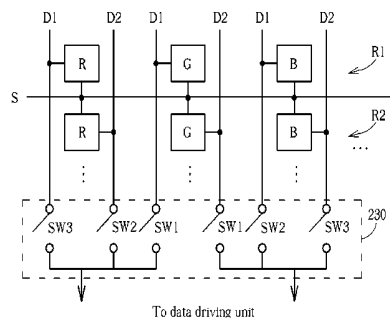 D1 D2 D1 D2 D1 D2
R G B R1
S
R G B R2
...
SW3 SW2 SW1 SW1 SW2 SW3 230
To data driving unit